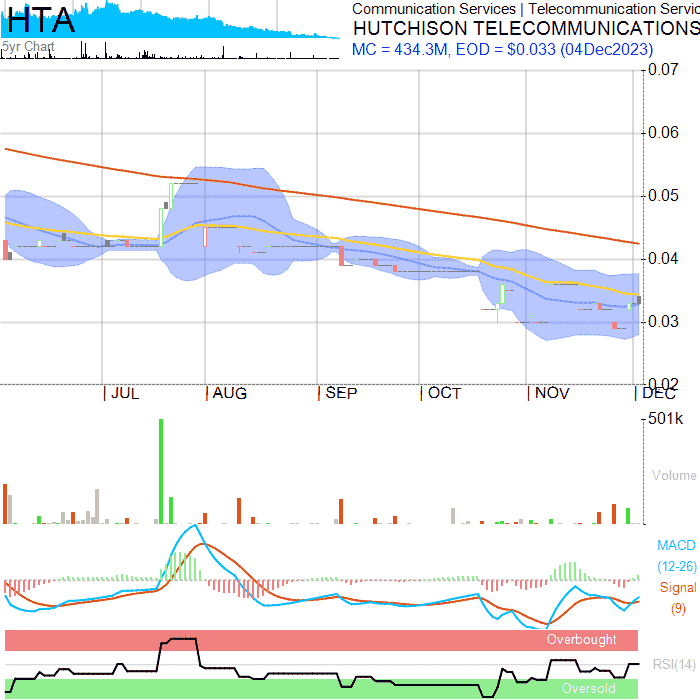 HTA
5yr Chart
Communication Services | Telecommunication Servic
HUTCHISON TELECOMMUNICATIONS
MC = 434.3M, EOD = $0.033 (04Dec2023)
0.07
0.06
0.05
0.04
0.03
0.02
JUL AUG SEP OCT NOV DEC
501k
Volume
MACD
(12-26)
Signal
(9)
Overbought
RSI(14)
Oversold